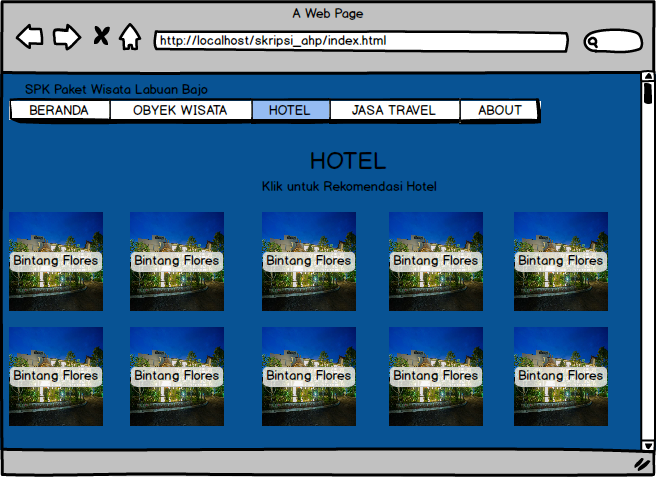 A Web Page
http://localhost/skripsi_ahp/index.html
SPK Paket Wisata Labuan Bajo
BERANDA OBYEK WISATA HOTEL JASA TRAVEL ABOUT
HOTEL
Klik untuk Rekomendasi Hotel
Bintang Flores Bintang Flores Bintang Flores Bintang Flores Bintang Flores
Bintang Flores Bintang Flores Bintang Flores Bintang Flores Bintang Flores